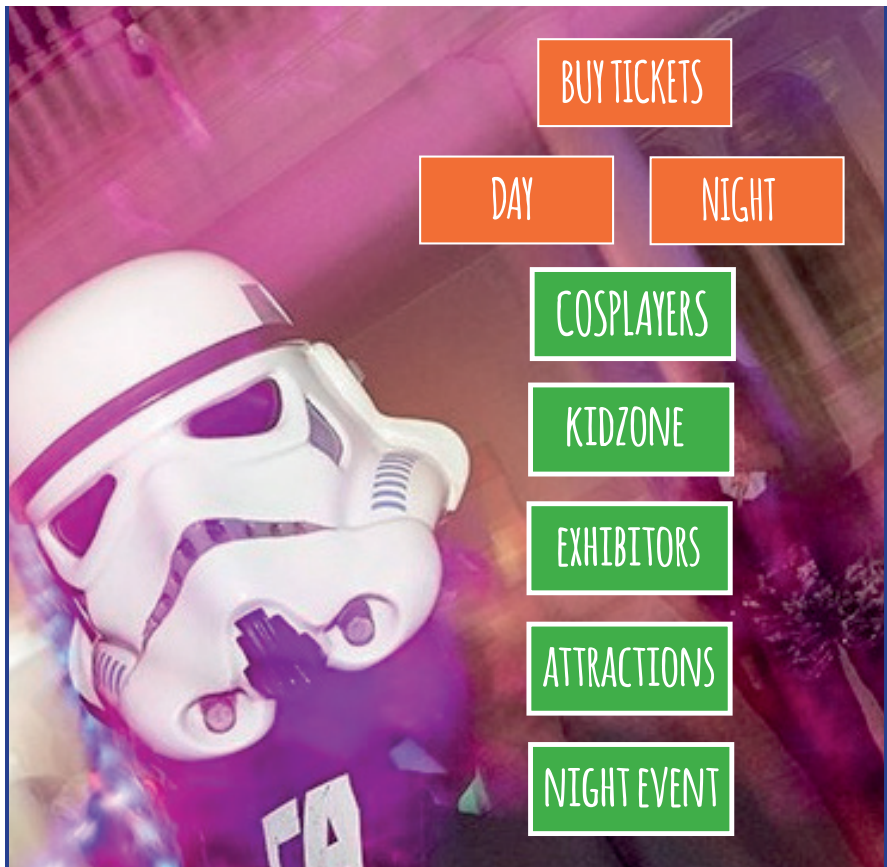 BUY TICKETS
DAY NIGHT
COSPLAYERS
KIDZONE
EXHIBITORS
ATTRACTIONS
NIGHT EVENT